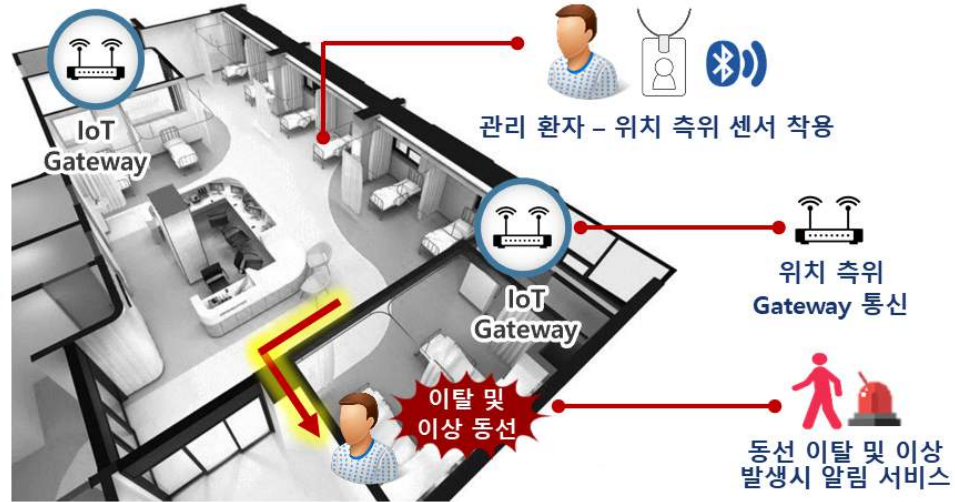 IoT
Gateway
관리 환자 – 위치 측위 센서 착용
IoT
Gateway
위치 측위
Gateway 통신
이탈 및
이상 동선
동선 이탈 및 이상
발생시 알림 서비스